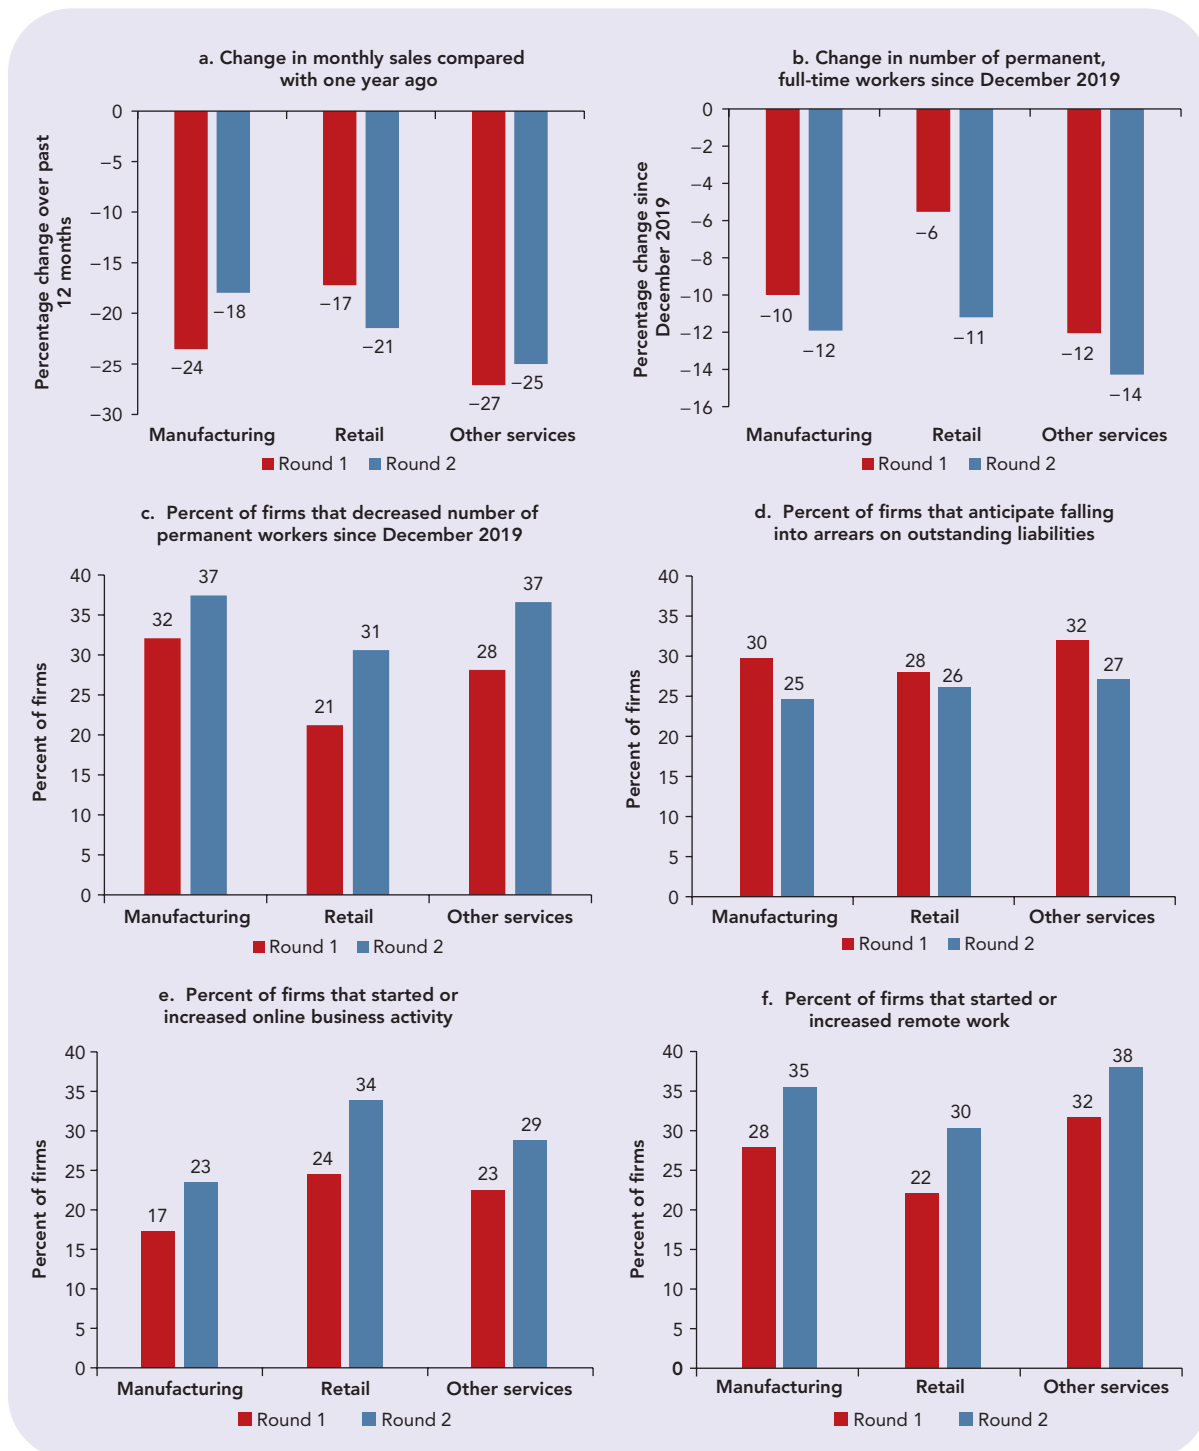 a. Change in monthly sales compared
with one year ago
Percentage change over past
12 months
0
−5
−10
−15
−20
−25
−30
−24
−18
−17
−21
−27
−25
Manufacturing
Retail
Other services
Round 1
Round 2
b. Change in number of permanent,
full-time workers since December 2019
Percentage change since
December 2019
0
−2
−4
−6
−8
−10
−12
−14
−16
−10
−12
−6
−11
−12
−14
Manufacturing
Retail
Other services
Round 1
Round 2
c. Percent of firms that decreased number of
permanent workers since December 2019
Percent of firms
40
35
30
25
20
15
10
5
0
32
37
21
31
28
37
Manufacturing
Retail
Other services
Round 1
Round 2
d. Percent of firms that anticipate falling
into arrears on outstanding liabilities
Percent of firms
40
35
30
25
20
15
10
5
0
30
25
28
26
32
27
Manufacturing
Retail
Other services
Round 1
Round 2
e. Percent of firms that started or
increased online business activity
Percent of firms
40
35
30
25
20
15
10
5
0
17
23
24
34
23
29
Manufacturing
Retail
Other services
Round 1
Round 2
f. Percent of firms that started or
increased remote work
Percent of firms
40
35
30
25
20
15
10
5
0
28
35
22
30
32
38
Manufacturing
Retail
Other services
Round 1
Round 2